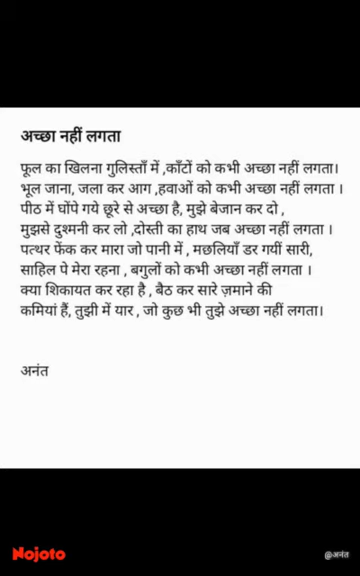 अच्छा नहीं लगता
फूल का खिलना गुलिस्ताँ में ,काँटों को कभी अच्छा नहीं लगता।
भूल जाना, जला कर आग ,हवाओं को कभी अच्छा नहीं लगता ।
पीठ में घोंपे गये छूरे से अच्छा है, मुझे बेजान कर दो ,
मुझसे दुश्मनी कर लो ,दोस्ती का हाथ जब अच्छा नहीं लगता ।
पत्थर फेंक कर मारा जो पानी में , मछलियाँ डर गयीं सारी,
साहिल पे मेरा रहना , बगुलों को कभी अच्छा नहीं लगता ।
क्या शिकायत कर रहा है , बैठ कर सारे ज़माने की
कमियां हैं, तुझी में यार , जो कुछ भी तुझे अच्छा नहीं लगता।
अनंत
Nojoto
@अनंत